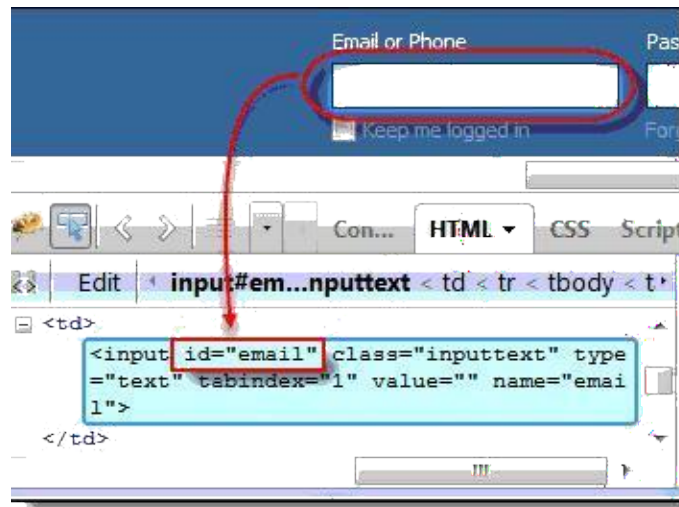 Email or Phone Pas
Keep me logged in Forg
Con... HTML CSS Script
Edit input#em...nputtext < td < tr < tbody < t
<td>
<input id="email" class="inputtext" type
="text" tabindex="1" value="" name="emai
l">
</td>